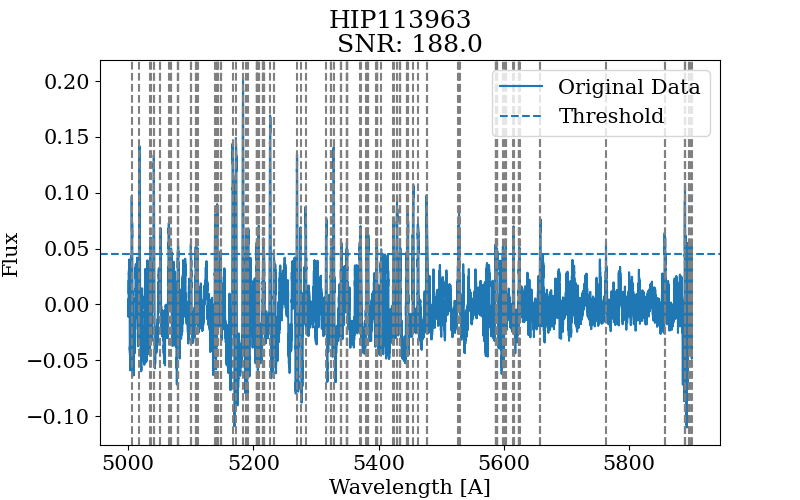 HIP113963
SNR: 188.0
Original Data
Threshold
0.20
0.15
0.10
0.05
0.00
−0.05
−0.10
Flux
5000 5200 5400 5600 5800
Wavelength [A]